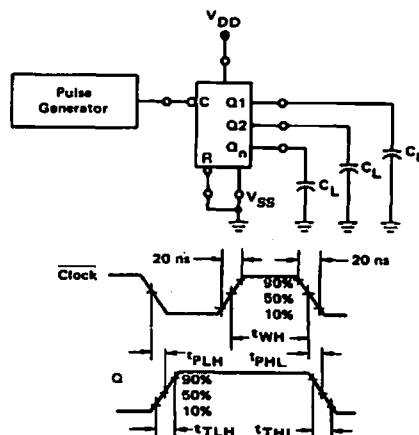 VDD
Pulse
Generator
C
Q1
Q2
Qn
R
VSS
CL
CL
CL
20 ns
20 ns
Clock
90%
50%
10%
tWH
tPLH
tPHL
Q
90%
50%
10%
tTLH
tTHL